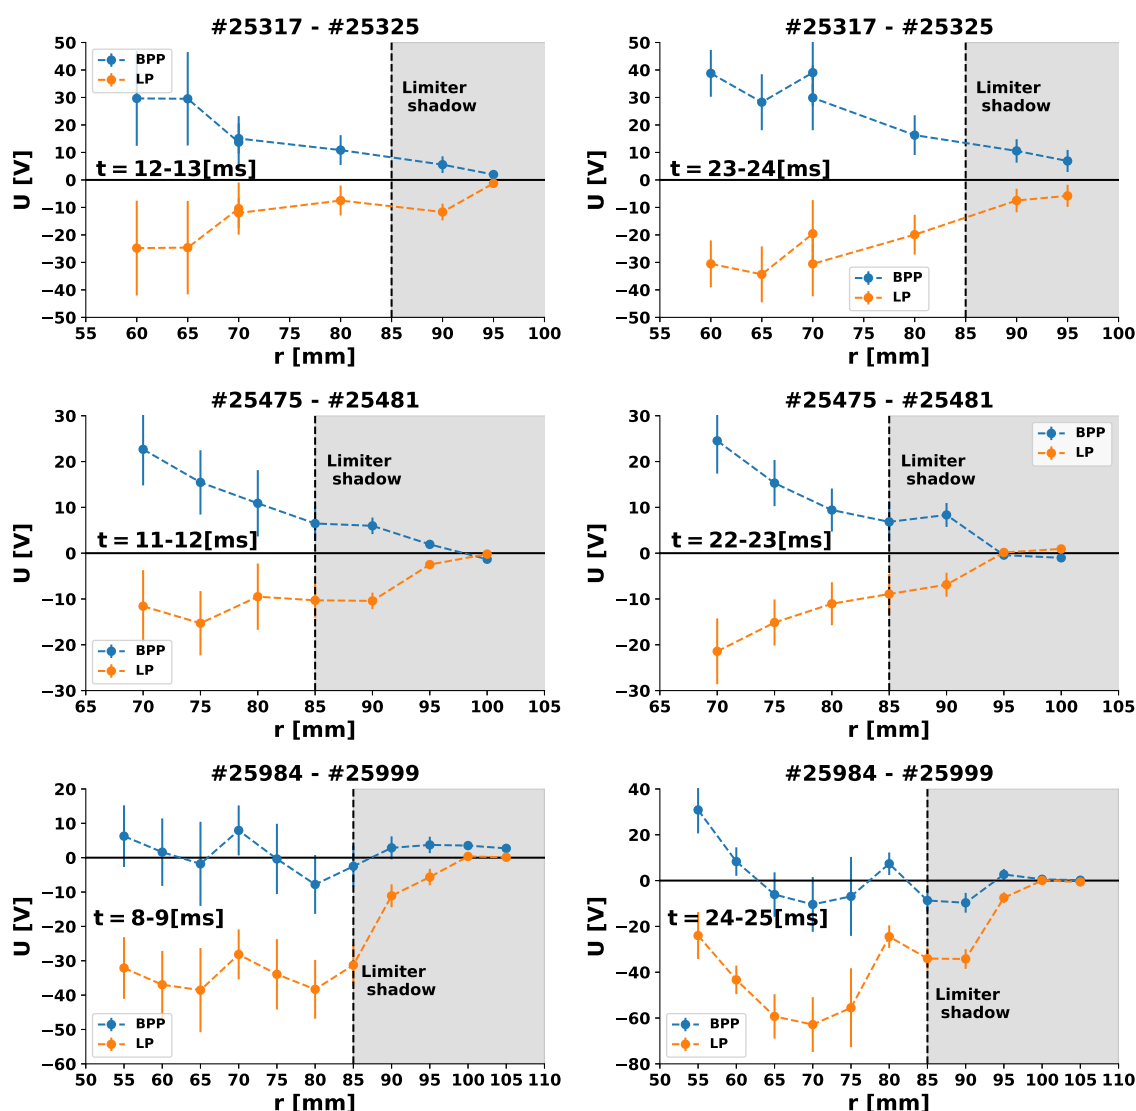 #25317 - #25325
50
40
30
20
10
0
−10
−20
−30
−40
−50
U [V]
BPP
LP
Limiter
shadow
t = 12-13[ms]
55 60 65 70 75 80 85 90 95 100
r [mm]
#25317 - #25325
50
40
30
20
10
0
−10
−20
−30
−40
−50
U [V]
Limiter
shadow
t = 23-24[ms]
BPP
LP
55 60 65 70 75 80 85 90 95 100
r [mm]
#25475 - #25481
30
20
10
0
−10
−20
−30
U [V]
Limiter
shadow
t = 11-12[ms]
BPP
LP
65 70 75 80 85 90 95 100 105
r [mm]
#25475 - #25481
30
20
10
0
−10
−20
−30
U [V]
BPP
LP
Limiter
shadow
t = 22-23[ms]
65 70 75 80 85 90 95 100 105
r [mm]
#25984 - #25999
20
10
0
−10
−20
−30
−40
−50
−60
U [V]
t = 8-9[ms]
Limiter
shadow
BPP
LP
50 55 60 65 70 75 80 85 90 95 100 105 110
r [mm]
#25984 - #25999
40
20
0
−20
−40
−60
−80
U [V]
t = 24-25[ms]
Limiter
shadow
BPP
LP
50 55 60 65 70 75 80 85 90 95 100 105 110
r [mm]